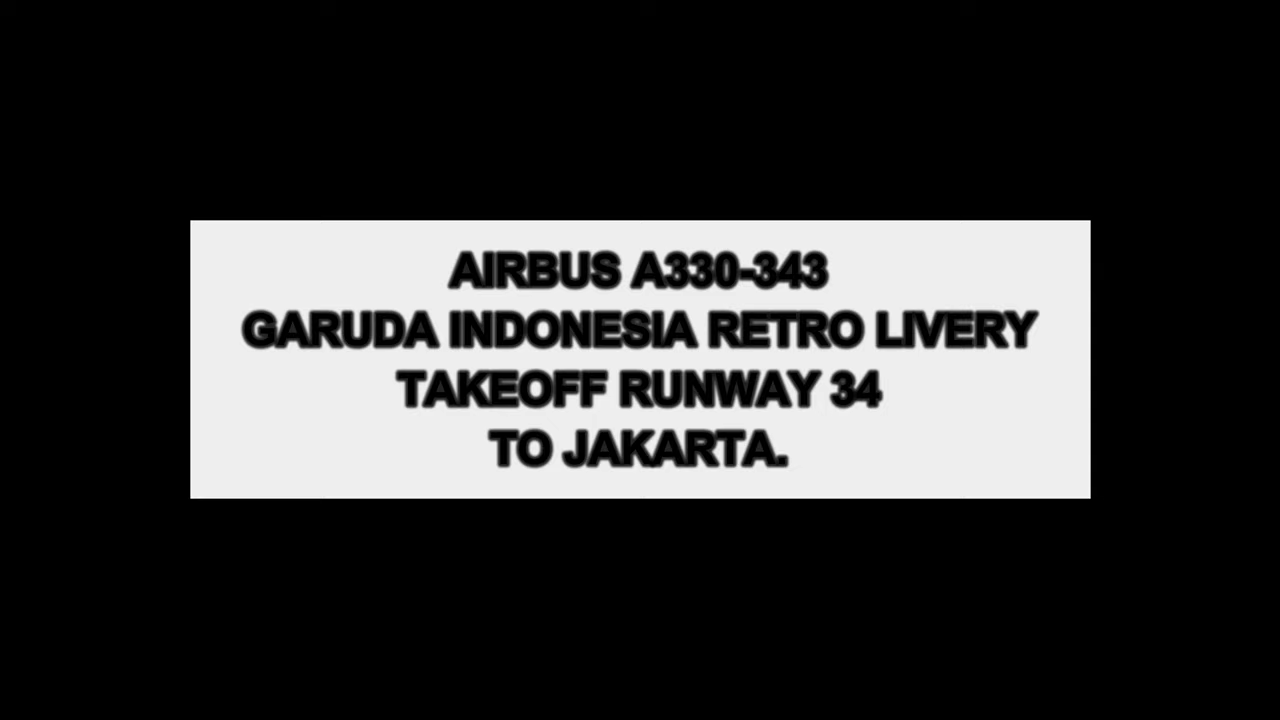 AIRBUS A330-343
GARUDA INDONESIA RETRO LIVERY
TAKEOFF RUNWAY 34
TO JAKARTA.